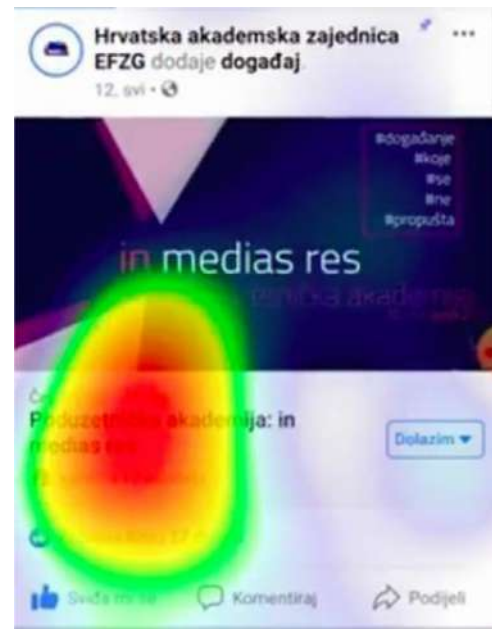 Hrvatska akademska zajednica
EFZG dodaje događaj.
12. svi
#događanje
#koje
#se
#ne
#propušta
in medias res
akademija: in
medias res
Dolazim
Sviđa mi se
Komentiraj
Podijeli